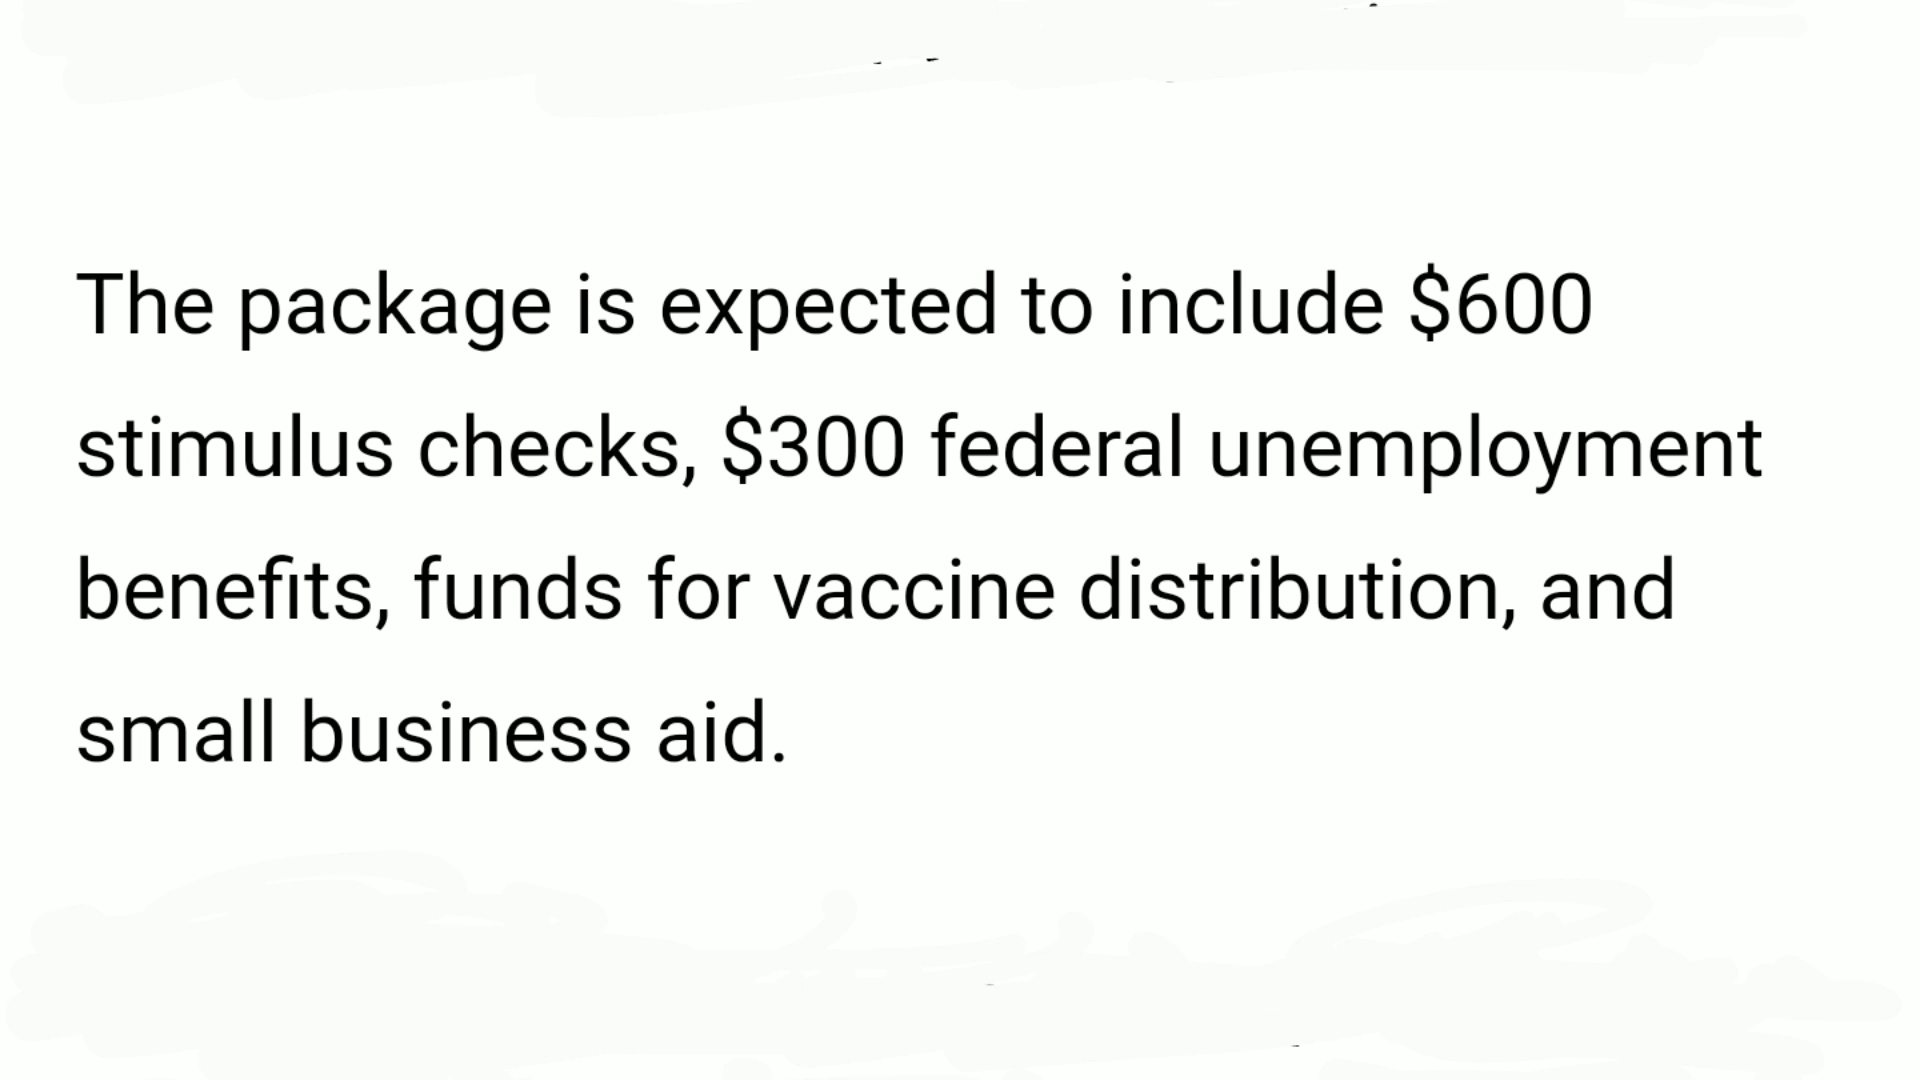 The package is expected to include $600
stimulus checks, $300 federal unemployment
benefits, funds for vaccine distribution, and
small business aid.